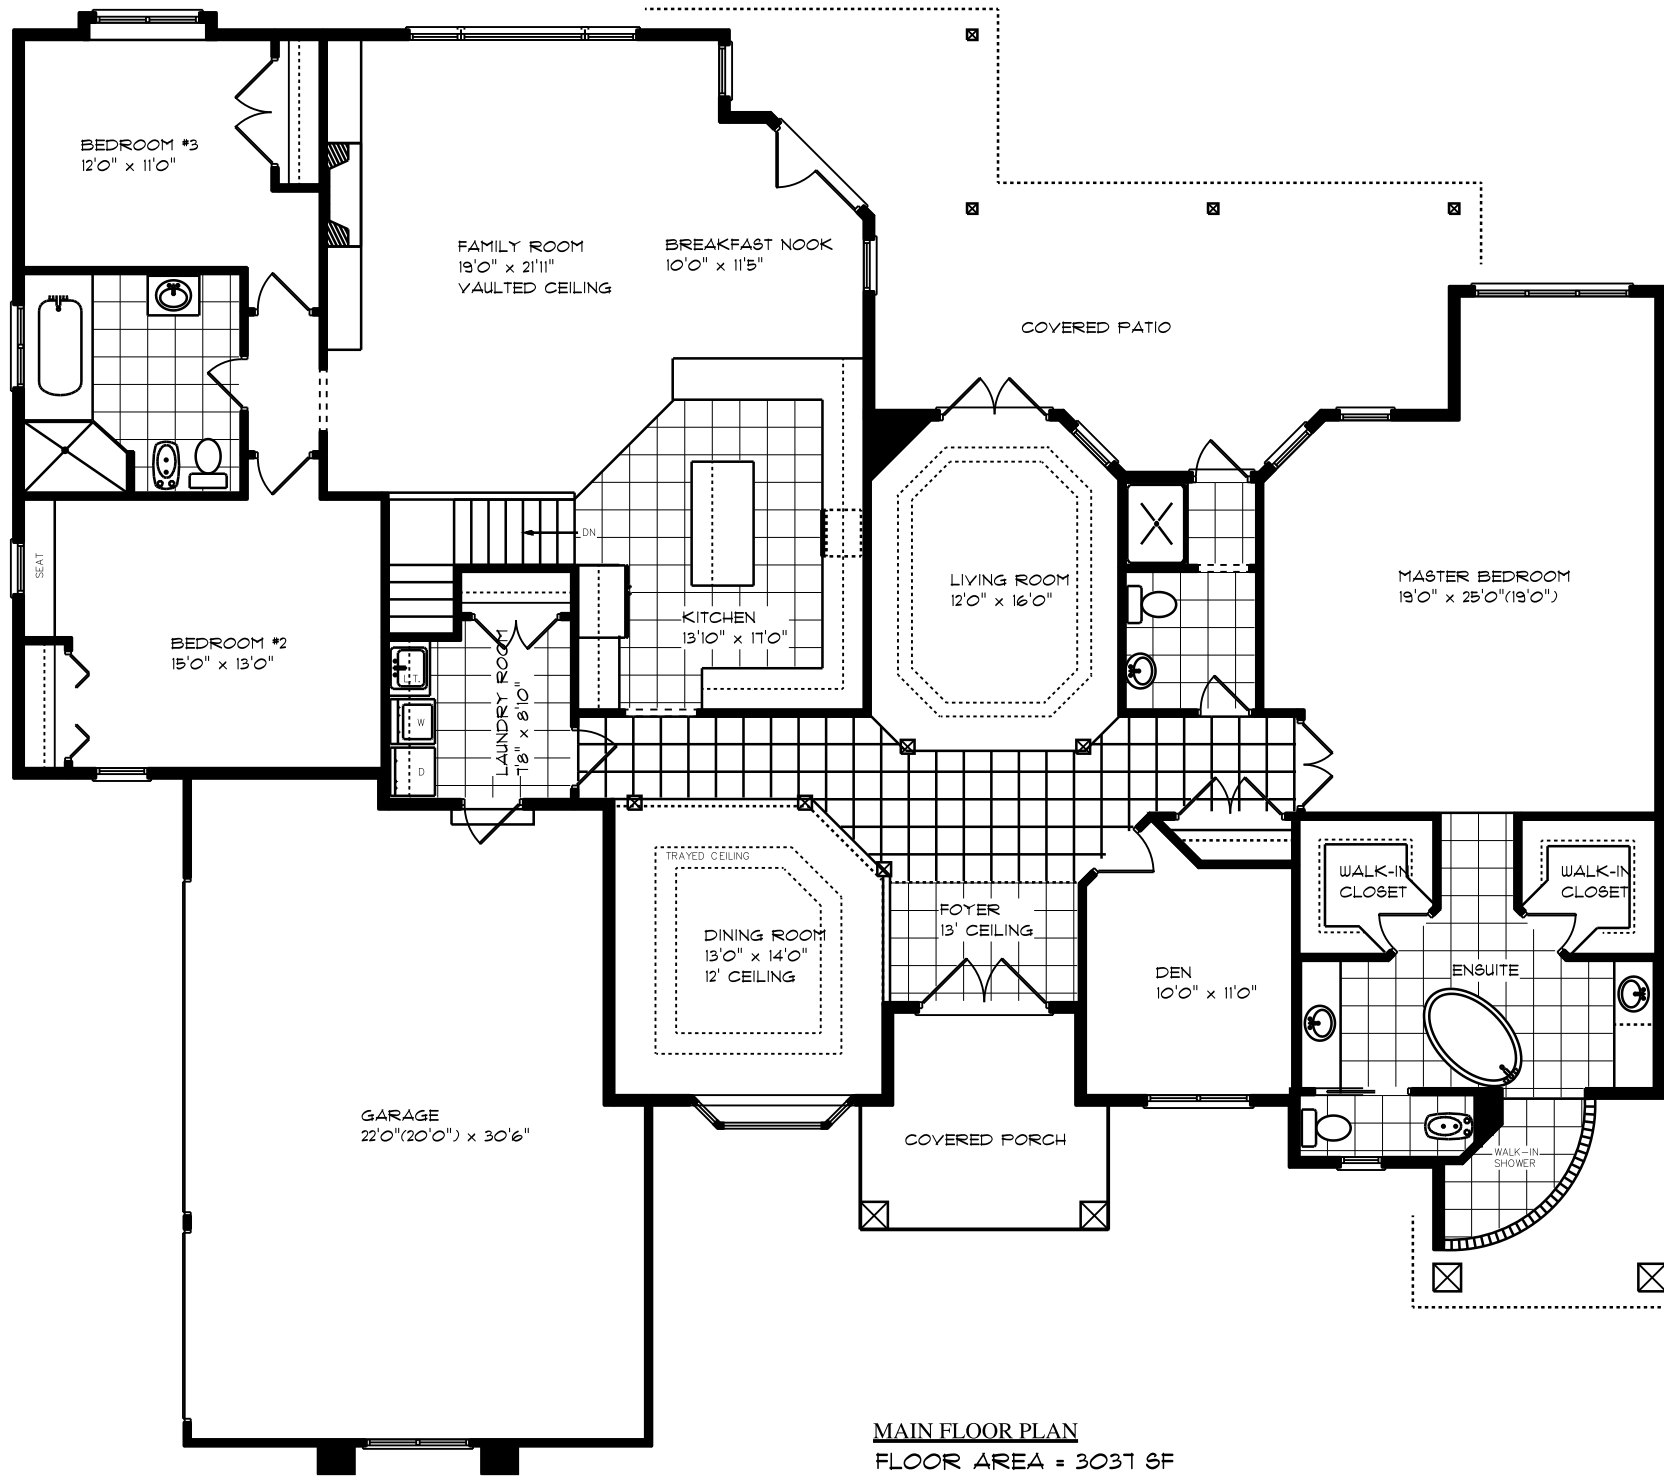 BEDROOM #3
12'0" x 11'0"
FAMILY ROOM
19'0" x 21'11"
VAULTED CEILING
BREAKFAST NOOK
10'0" x 11'5"
COVERED PATIO
DN
SEAT
BEDROOM #2
15'0" x 13'0"
KITCHEN
13'10" x 17'0"
LIVING ROOM
12'0" x 16'0"
MASTER BEDROOM
19'0" x 25'0"(19'0")
L.T.
W
D
LAUNDRY ROOM
7'8" x 8'10"
TRAYED CEILING
DINING ROOM
13'0" x 14'0"
12' CEILING
FOYER
13' CEILING
DEN
10'0" x 11'0"
WALK-IN
CLOSET
WALK-IN
CLOSET
ENSUITE
WALK-IN
SHOWER
GARAGE
22'0"(20'0") x 30'6"
COVERED PORCH
MAIN FLOOR PLAN
FLOOR AREA = 3037 SF